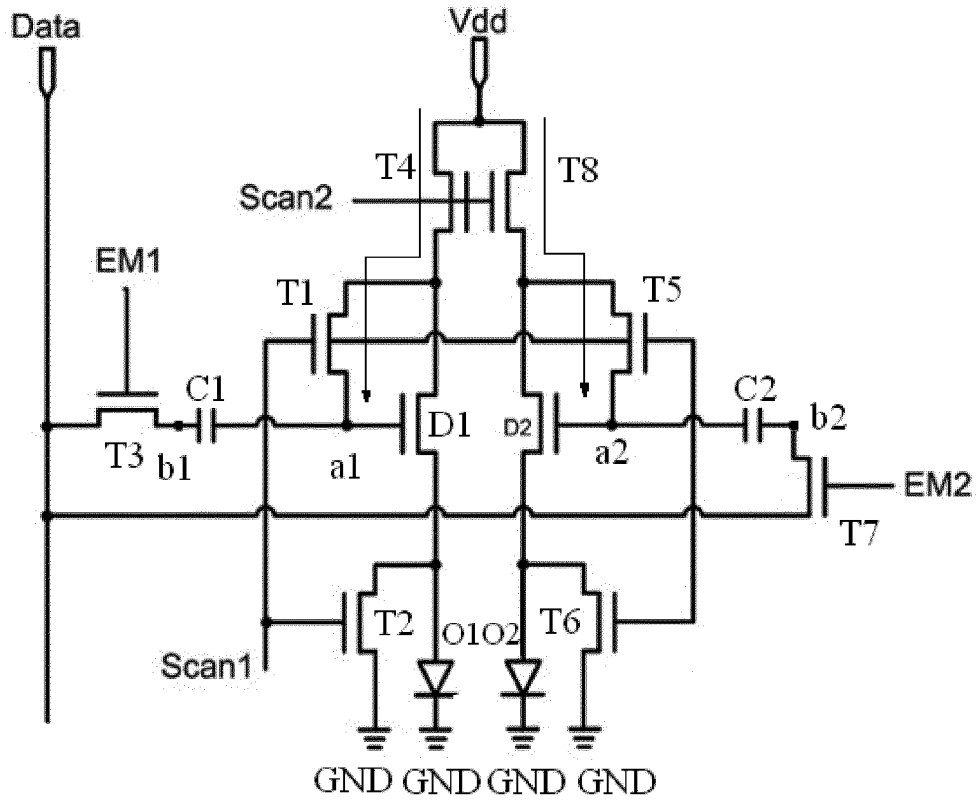 Data
Vdd
T4
T8
Scan2
EM1
T1
T5
C1
C2
D1
D2
b2
T3
b1
a1
a2
EM2
T7
T2
O1O2
T6
Scan1
GND GND GND GND